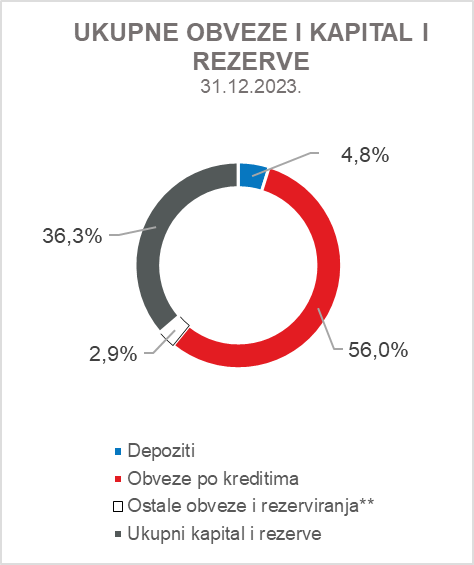 UKUPNE OBVEZE I KAPITAL I
REZERVE
31.12.2023.
4,8%
36,3%
2,9%
56,0%
Depoziti
Obveze po kreditima
Ostale obveze i rezerviranja**
Ukupni kapital i rezerve